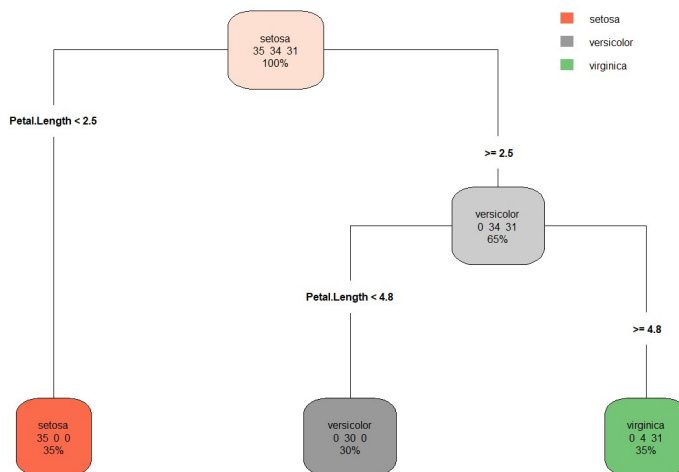 setosa
35 34 31
100%
setosa
versicolor
virginica
Petal.Length < 2.5
>= 2.5
versicolor
0 34 31
65%
Petal.Length < 4.8
>= 4.8
setosa
35 0 0
35%
versicolor
0 30 0
30%
virginica
0 4 31
35%